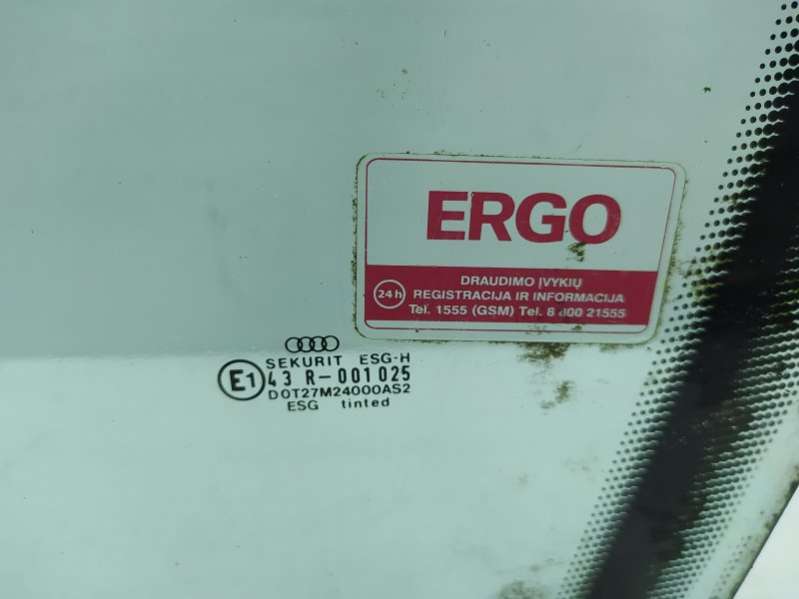 ERGO
24h
DRAUDIMO ĮVYKIŲ
REGISTRACIJA IR INFORMACIJA
Tel. 1555 (GSM) Tel. 8 800 21555
SEKURIT ESG-H
E1 43 R-001025
DOT27M24000AS2
ESG tinted